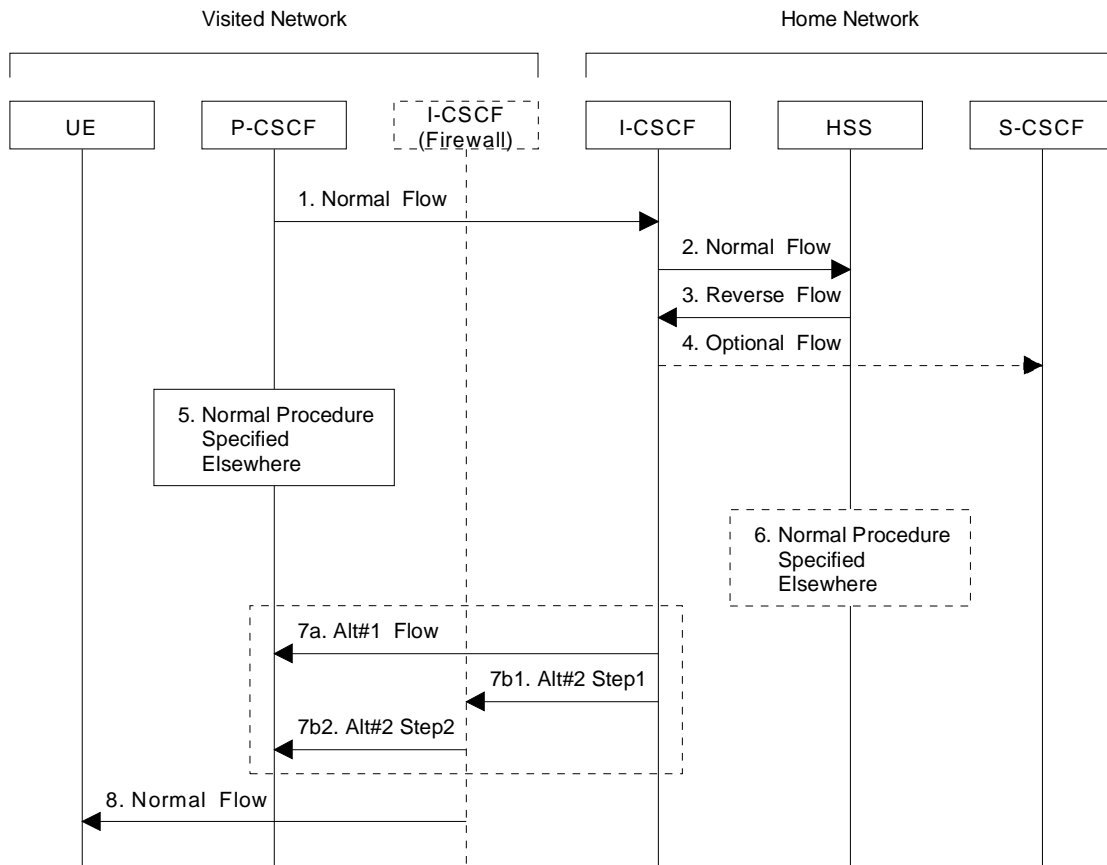 Visited Network
Home Network
UE
P-CSCF
I-CSCF
(Firewall)
I-CSCF
HSS
S-CSCF
1. Normal Flow
2. Normal Flow
3. Reverse Flow
4. Optional Flow
5. Normal Procedure
Specified
Elsewhere
6. Normal Procedure
Specified
Elsewhere
7a. Alt#1 Flow
7b1. Alt#2 Step1
7b2. Alt#2 Step2
8. Normal Flow